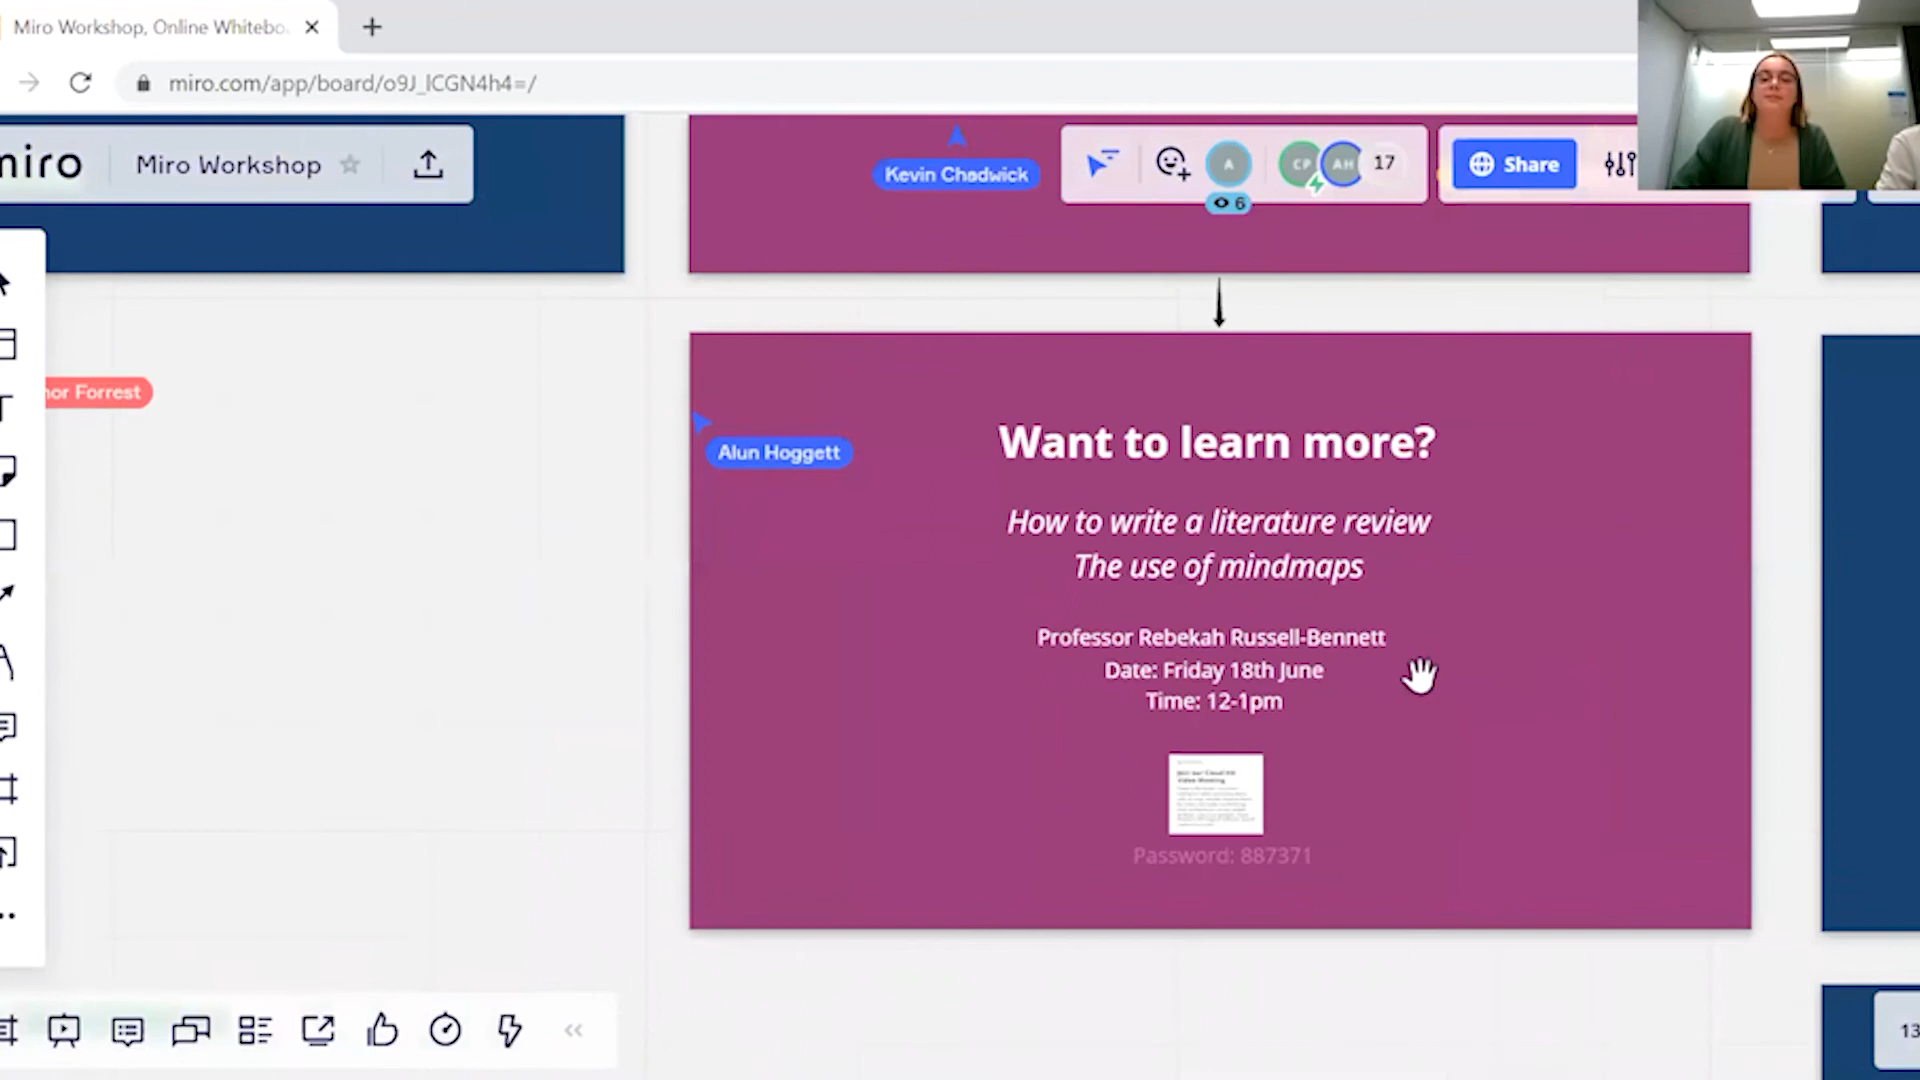 Miro Workshop, Online Whitebo
miro.com/app/board/o9J_lCGN4h4=/
miro
Miro Workshop
Kevin Chadwick
A
CP
AH
17
Share
6
nor Forrest
Alun Hoggett
Want to learn more?
How to write a literature review
The use of mindmaps
Professor Rebekah Russell-Bennett
Date: Friday 18th June
Time: 12-1pm
Password: 887371
13